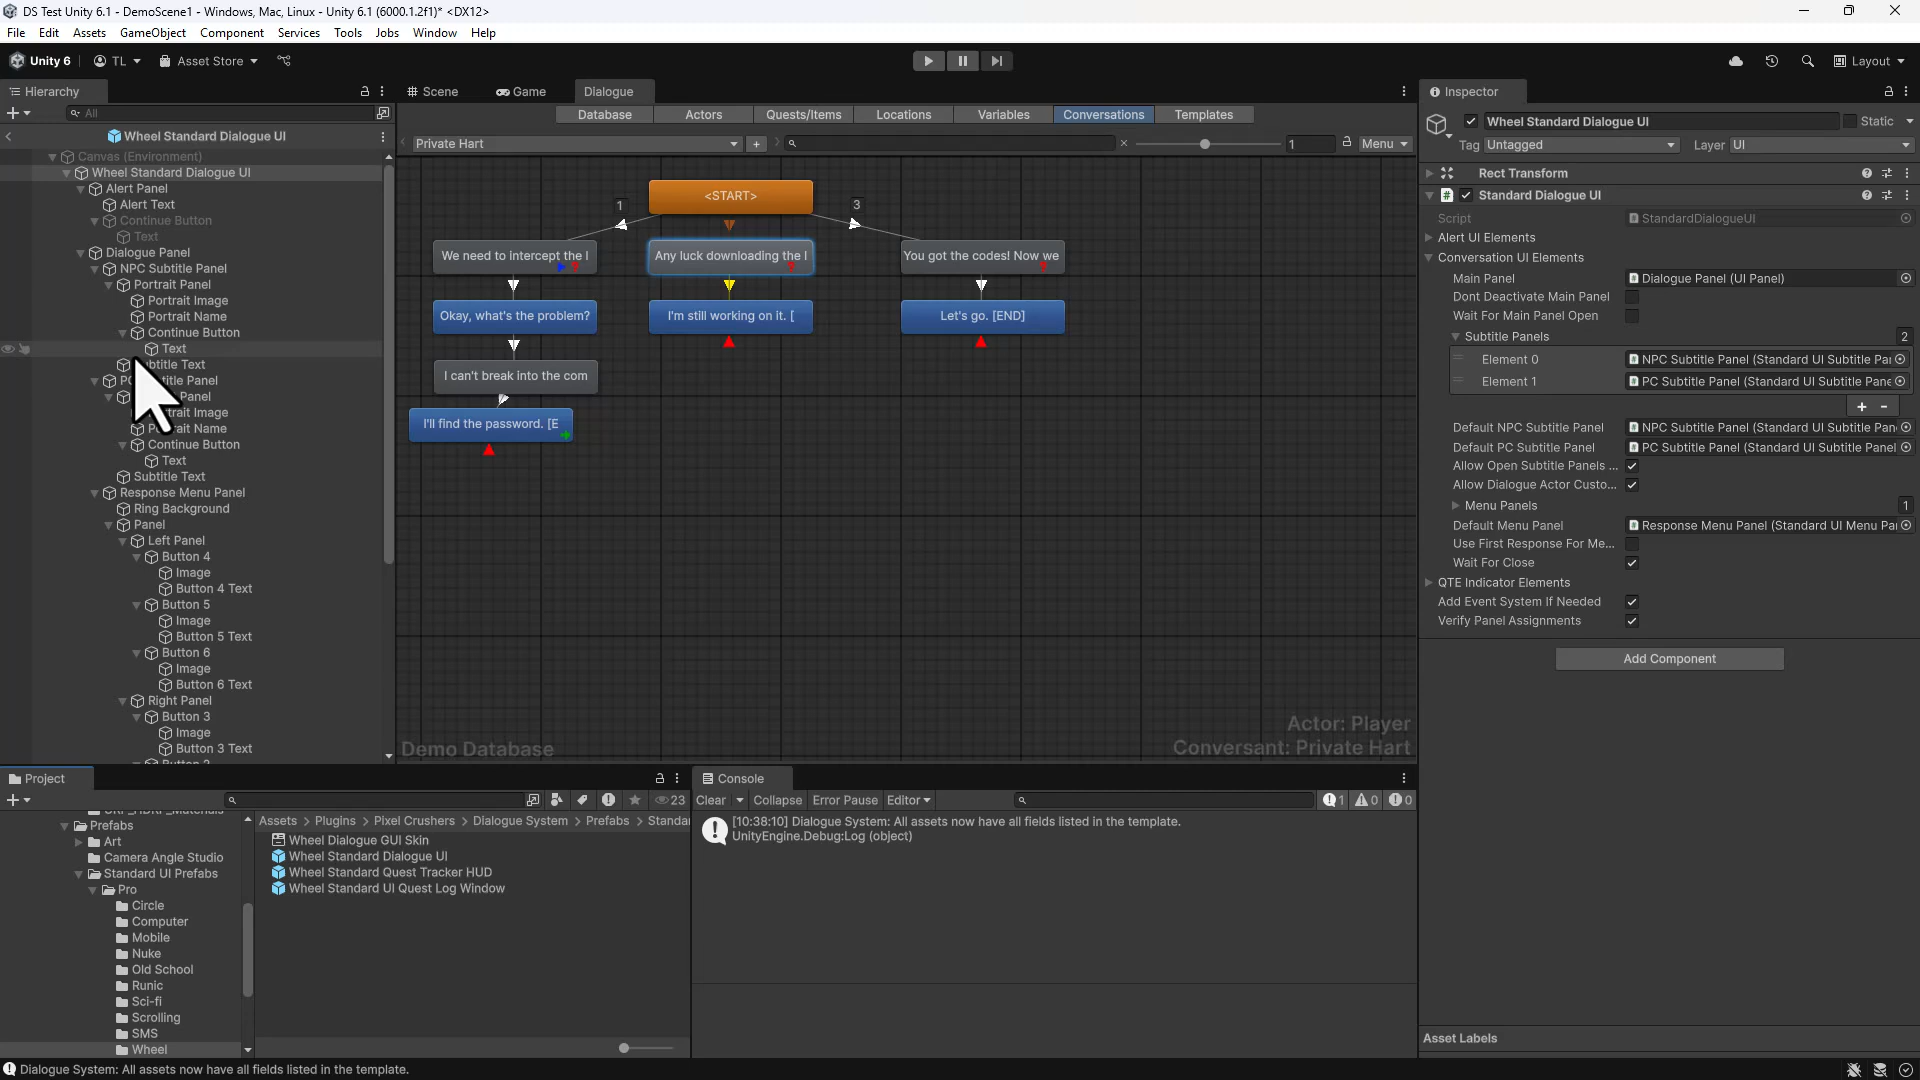 DS Test Unity 6.1 - DemoScene1 - Windows, Mac, Linux - Unity 6.1 (6000.1.2f1)* <DX12>
File Edit Assets GameObject Component Services Tools Jobs Window Help
Unity 6 TL Asset Store Layout
Hierarchy
All
Wheel Standard Dialogue UI
Canvas (Environment)
Wheel Standard Dialogue UI
Alert Panel
Alert Text
Continue Button
Text
Dialogue Panel
NPC Subtitle Panel
Portrait Panel
Portrait Image
Portrait Name
Continue Button
Text
Text
Panel
Panel
Continue Button
Text
Subtitle Text
Response Menu Panel
Ring Background
Panel
Left Panel
Button 4
Image
Button 4 Text
Button 5
Image
Button 5 Text
Button 6
Image
Button 6 Text
Right Panel
Button 3
Image
Button 3 Text
Scene Game Dialogue
Database Actors Quests/Items Locations Variables Conversations Templates
Private Hart + 1 Menu
<START>
1
3
We need to intercept the l
Any luck downloading the l
You got the codes! Now we
Okay, what's the problem?
I'm still working on it. [
Let's go. [END]
I can't break into the com
I'll find the password. [E
Demo Database
Actor: Player
Conversant: Private Hart
Inspector
Wheel Standard Dialogue UI Static
Tag Untagged Layer UI
Rect Transform
Standard Dialogue UI
Script StandardDialogueUI
Alert UI Elements
Conversation UI Elements
Main Panel Dialogue Panel (UI Panel)
Dont Deactivate Main Panel
Wait For Main Panel Open
Subtitle Panels 2
Element 0 NPC Subtitle Panel (Standard UI Subtitle Pa
Element 1 PC Subtitle Panel (Standard UI Subtitle Pane
Default NPC Subtitle Panel NPC Subtitle Panel (Standard UI Subtitle Pa
Default PC Subtitle Panel PC Subtitle Panel (Standard UI Subtitle Panel
Allow Open Subtitle Panels ...
Allow Dialogue Actor Custo...
Menu Panels 1
Default Menu Panel Response Menu Panel (Standard UI Menu Pa
Use First Response For Me...
Wait For Close
QTE Indicator Elements
Add Event System If Needed
Verify Panel Assignments
Add Component
Asset Labels
Project
23
Prefabs
Art
Camera Angle Studio
Standard UI Prefabs
Pro
Circle
Computer
Mobile
Nuke
Old School
Runic
Sci-fi
Scrolling
SMS
Wheel
Assets > Plugins > Pixel Crushers > Dialogue System > Prefabs > Standa
Wheel Dialogue GUI Skin
Wheel Standard Dialogue UI
Wheel Standard Quest Tracker HUD
Wheel Standard UI Quest Log Window
Console
Clear Collapse Error Pause Editor 1 0 0
[10:38:10] Dialogue System: All assets now have all fields listed in the template.
UnityEngine.Debug:Log (object)
Dialogue System: All assets now have all fields listed in the template.